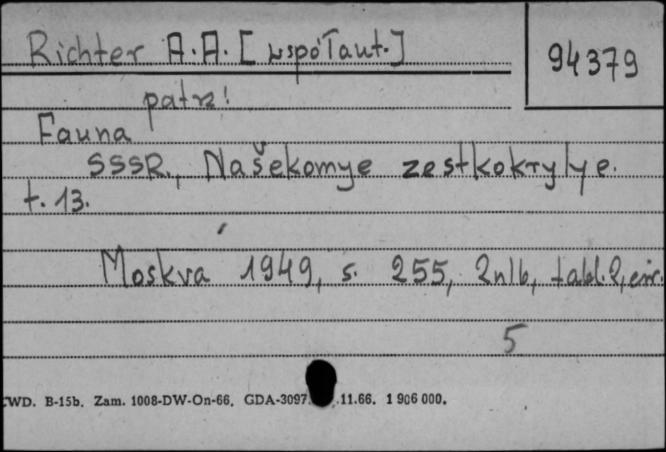 Richter A.A. [współaut.]
94379
patrz!
Fauna
SSSR., Našekomye zestkokrylye.
t. 13.
Moskva 1949, s. 255, 2nlb, tabl. 2, err.
5
WD. B-15b. Zam. 1008-DW-On-66. GDA-3097. .11.66. 1 906 000.